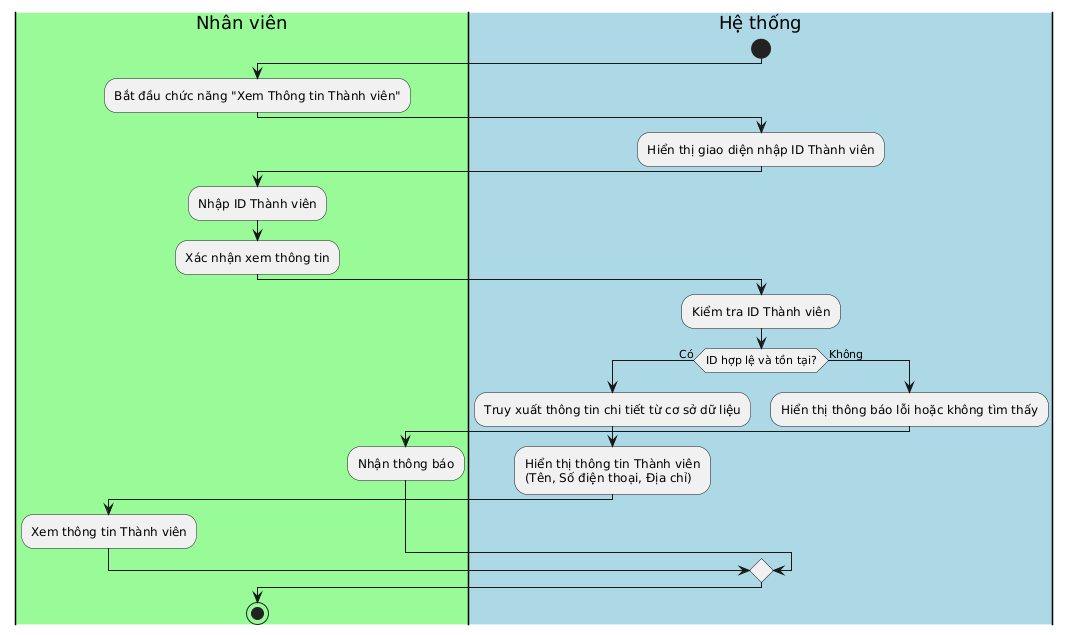 Nhân viên
Hệ thống
Bắt đầu chức năng "Xem Thông tin Thành viên"
Hiển thị giao diện nhập ID Thành viên
Nhập ID Thành viên
Xác nhận xem thông tin
Kiểm tra ID Thành viên
Có
ID hợp lệ và tồn tại?
Không
Truy xuất thông tin chi tiết từ cơ sở dữ liệu
Hiển thị thông báo lỗi hoặc không tìm thấy
Nhận thông báo
Hiển thị thông tin Thành viên
(Tên, Số điện thoại, Địa chỉ)
Xem thông tin Thành viên